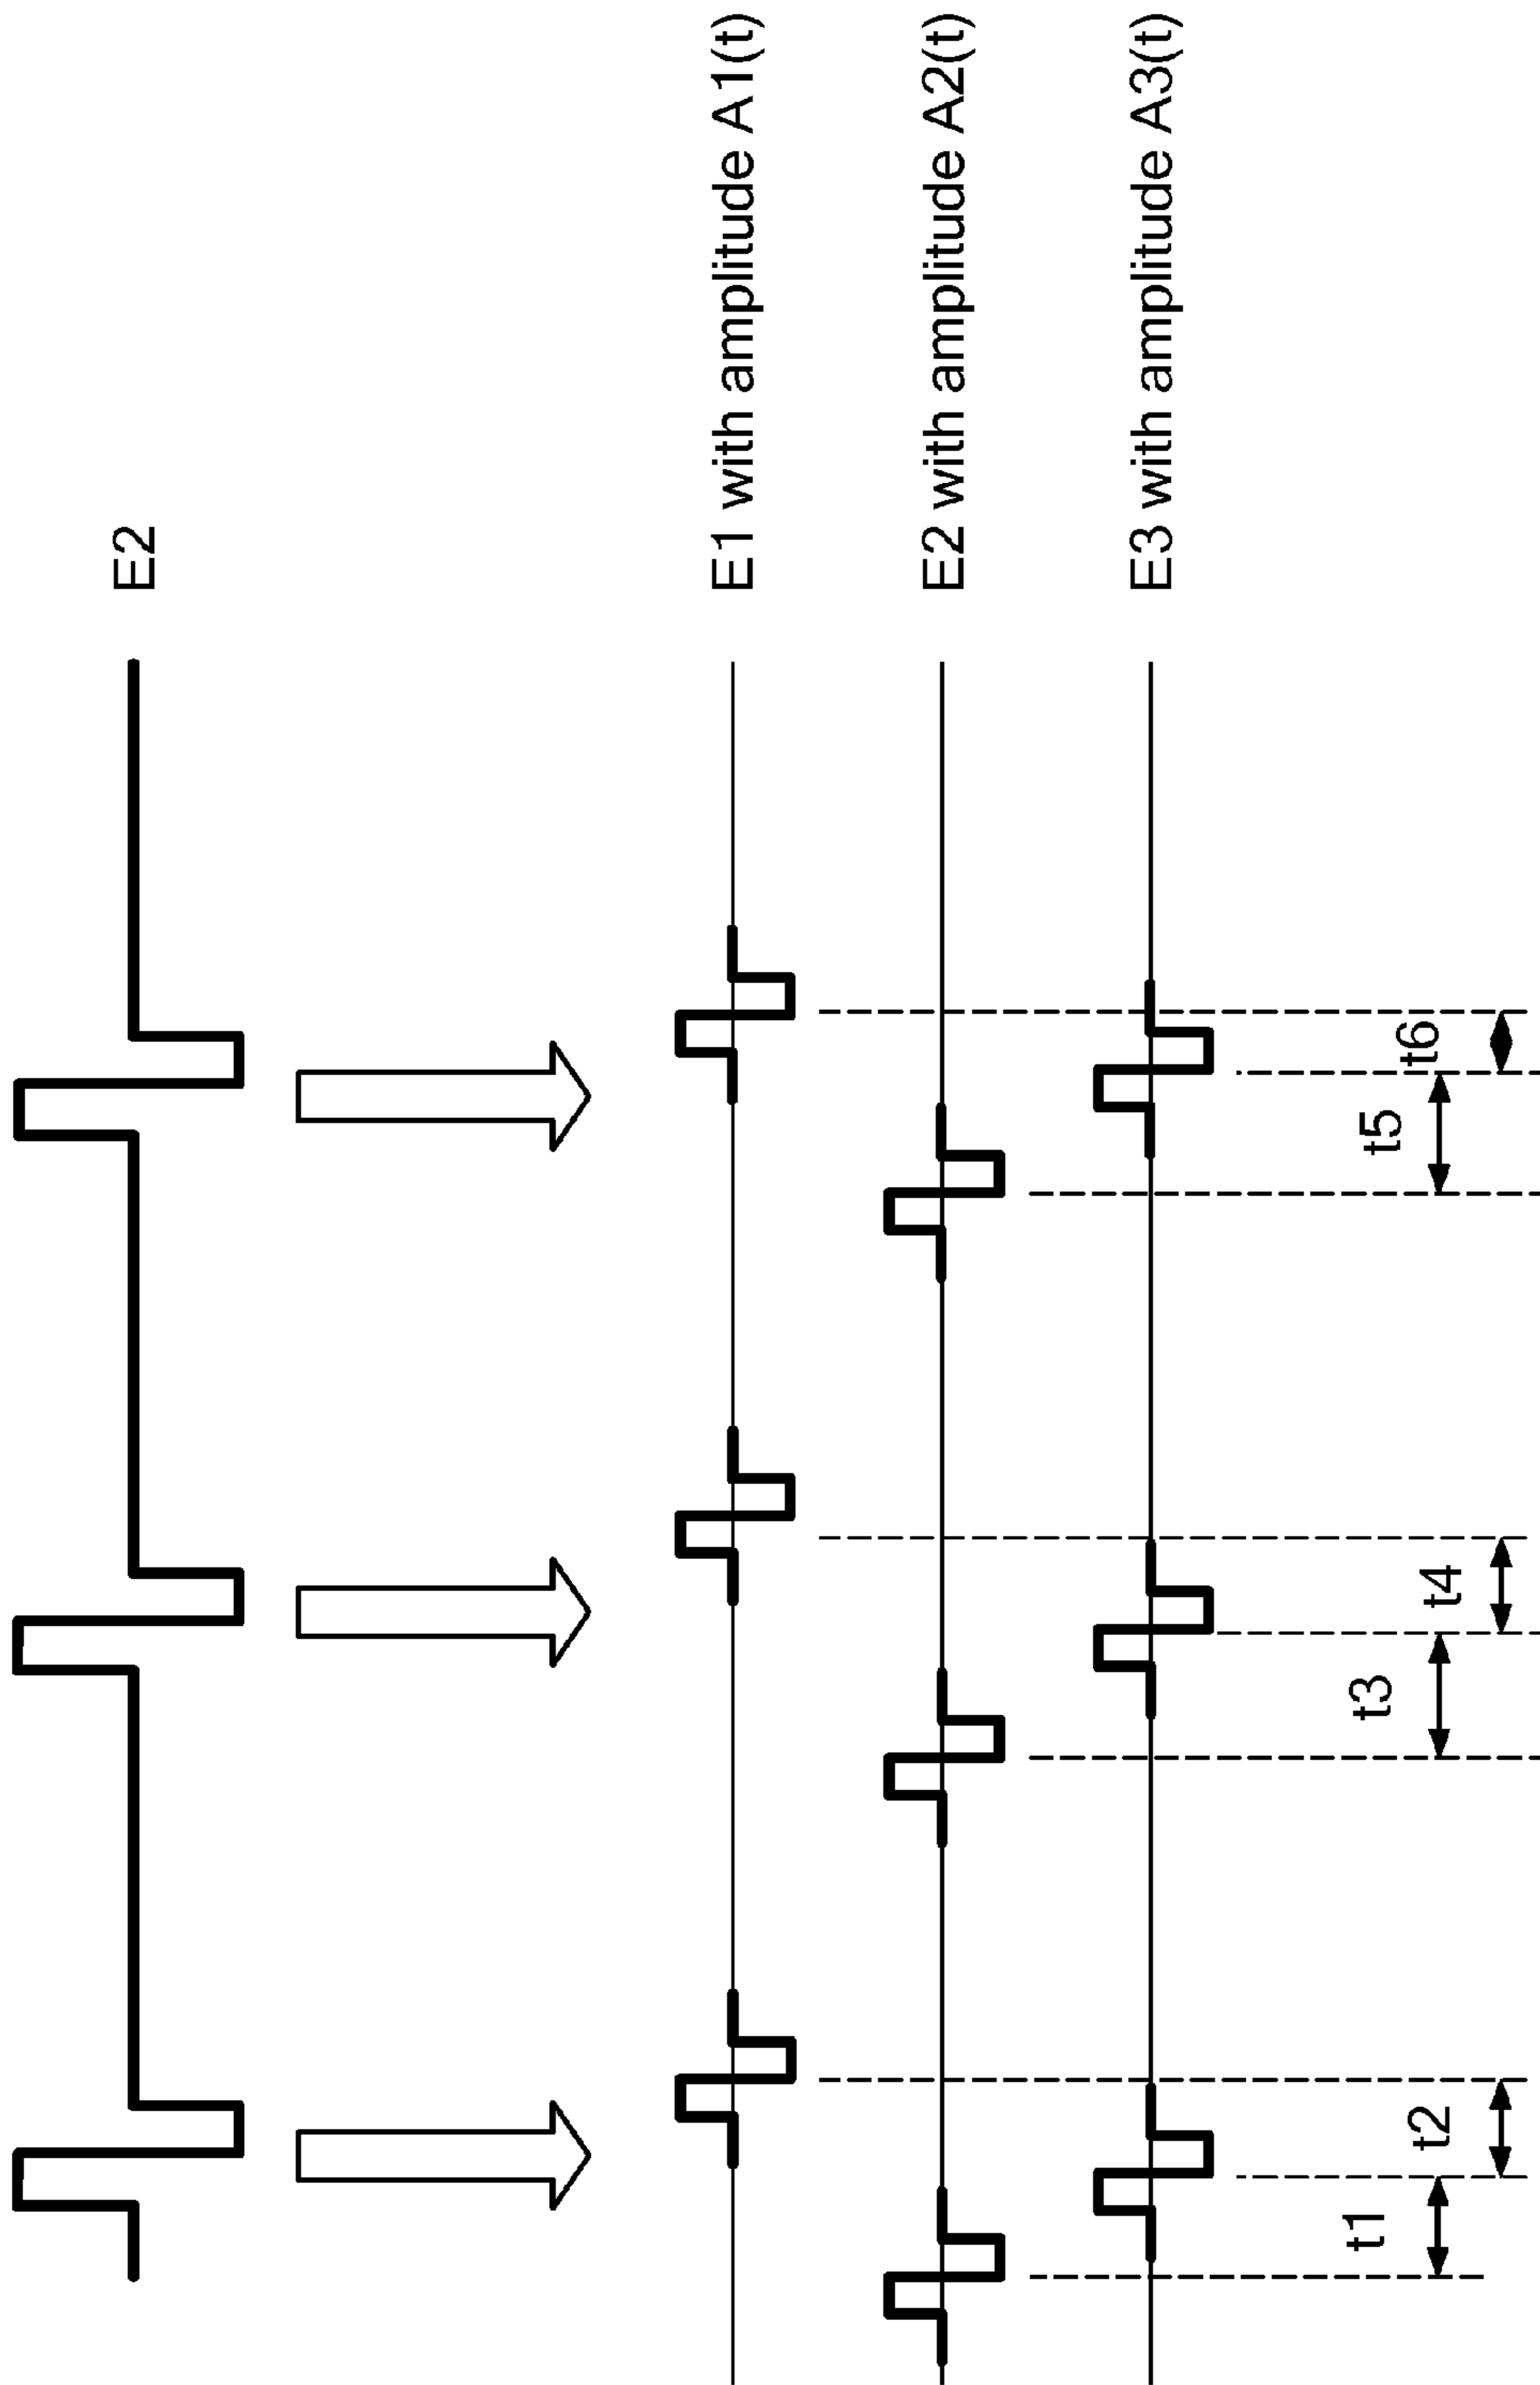 E2
E1 with amplitude A1(t)
E2 with amplitude A2(t)
E3 with amplitude A3(t)
t1
t2
t3
t4
t5
t6